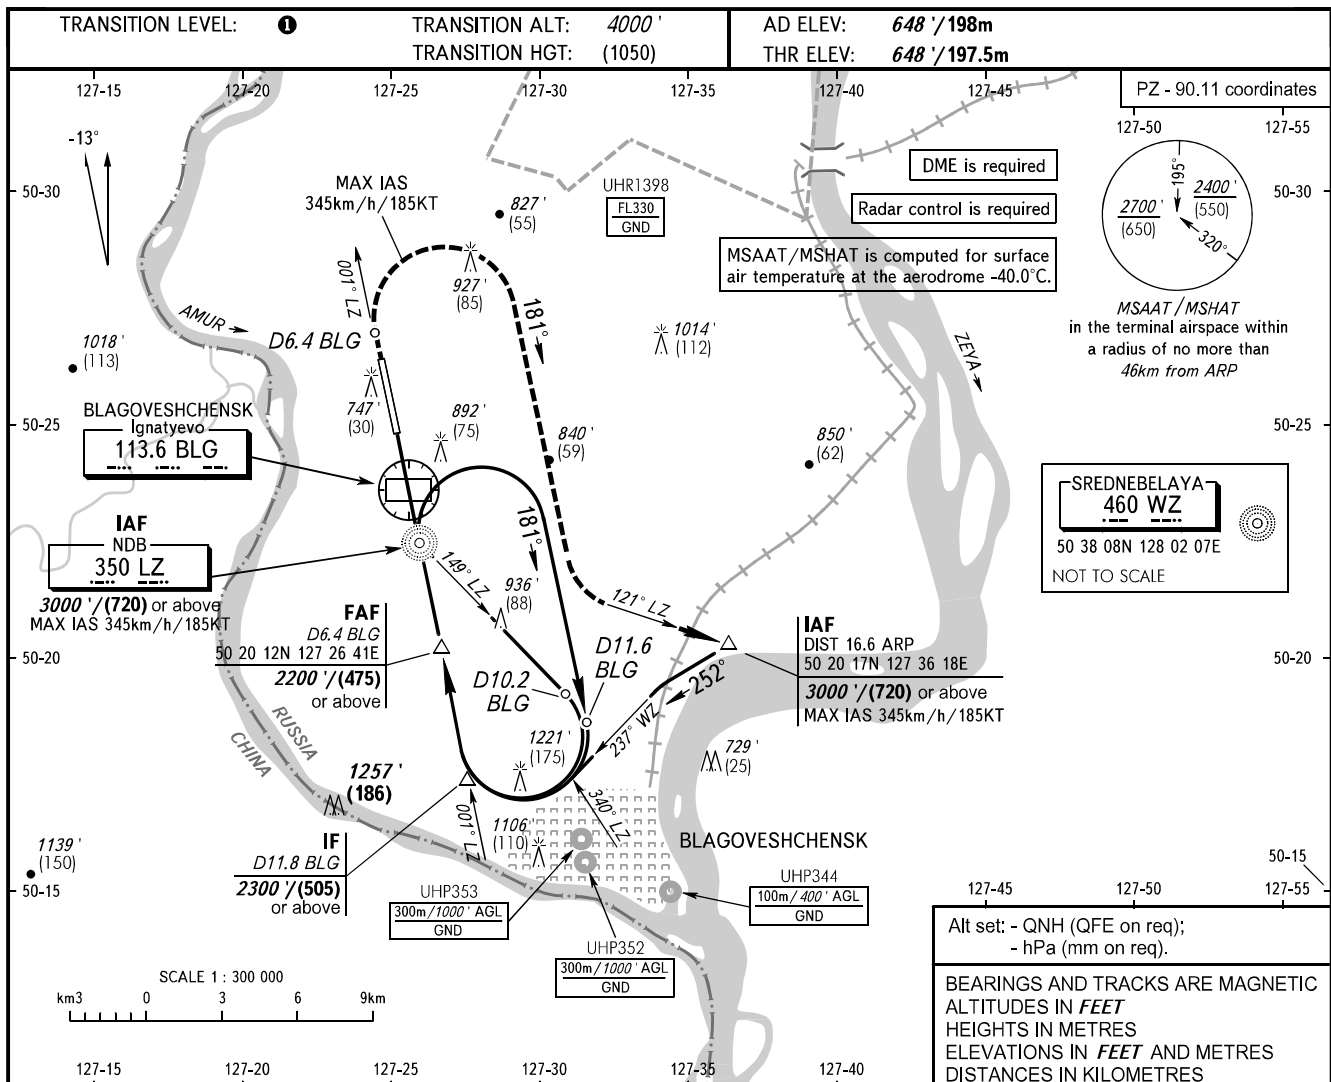 TRANSITION LEVEL: ❶ TRANSITION ALT: 4000 '
TRANSITION HGT: (1050)
AD ELEV: 648 '/198m
THR ELEV: 648 '/197.5m
127-15 127-20 127-25 127-30 127-35 127-40 127-45
PZ - 90.11 coordinates
127-50 127-55
-13°
50-30
50-30
MAX IAS
345km/h/185KT
827 '
(55)
UHR1398
FL330
GND
DME is required
Radar control is required
MSAAT/MSHAT is computed for surface
air temperature at the aerodrome -40.0°C.
195°
2400 '
(550)
2700 '
(650)
320°
MSAAT/MSHAT
in the terminal airspace within
a radius of no more than
46km from ARP
001° LZ
927 '
(85)
181°
AMUR
D6.4 BLG
1018 '
(113)
1014 '
(112)
ZEYA
747 '
(30)
892 '
(75)
840 '
(59)
850 '
(62)
50-25
50-25
BLAGOVESHCHENSK
Ignatyevo
113.6 BLG
SREDNEBELAYA
460 WZ
50 38 08N 128 02 07E
NOT TO SCALE
IAF
NDB
350 LZ
3000 '/(720) or above
MAX IAS 345km/h/185KT
181°
149° LZ
936 '
(88)
121° LZ
FAF
D6.4 BLG
50 20 12N 127 26 41E
2200 '/(475)
or above
50-20
50-20
D11.6
BLG
D10.2
BLG
252°
237° WZ
IAF
DIST 16.6 ARP
50 20 17N 127 36 18E
3000 '/(720) or above
MAX IAS 345km/h/185KT
RUSSIA
CHINA
1221 '
(175)
729 '
(25)
1257 '
(186)
001° LZ
340° LZ
1106 '
(110)
BLAGOVESHCHENSK
1139 '
(150)
IF
D11.8 BLG
2300 '/(505)
or above
50-15
50-15
UHP353
300m/1000 ' AGL
GND
UHP344
100m/400 ' AGL
GND
UHP352
300m/1000 ' AGL
GND
127-45 127-50 127-55
Alt set: - QNH (QFE on req);
- hPa (mm on req).
SCALE 1 : 300 000
km3 0 3 6 9km
BEARINGS AND TRACKS ARE MAGNETIC
ALTITUDES IN FEET
HEIGHTS IN METRES
ELEVATIONS IN FEET AND METRES
DISTANCES IN KILOMETRES
127-15 127-20 127-25 127-30 127-35 127-40